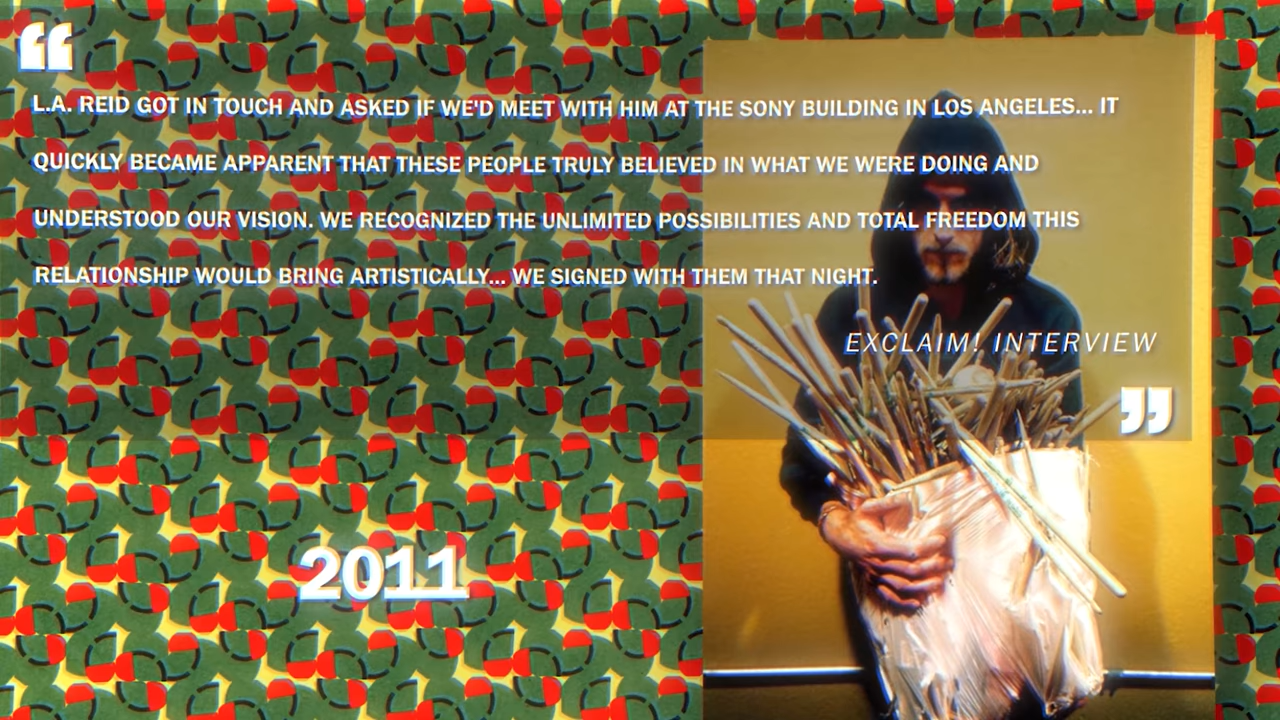 “
L.A. REID GOT IN TOUCH AND ASKED IF WE'D MEET WITH HIM AT THE SONY BUILDING IN LOS ANGELES... IT
QUICKLY BECAME APPARENT THAT THESE PEOPLE TRULY BELIEVED IN WHAT WE WERE DOING AND
UNDERSTOOD OUR VISION. WE RECOGNIZED THE UNLIMITED POSSIBILITIES AND TOTAL FREEDOM THIS
RELATIONSHIP WOULD BRING ARTISTICALLY... WE SIGNED WITH THEM THAT NIGHT.
EXCLAIM! INTERVIEW
”
2011